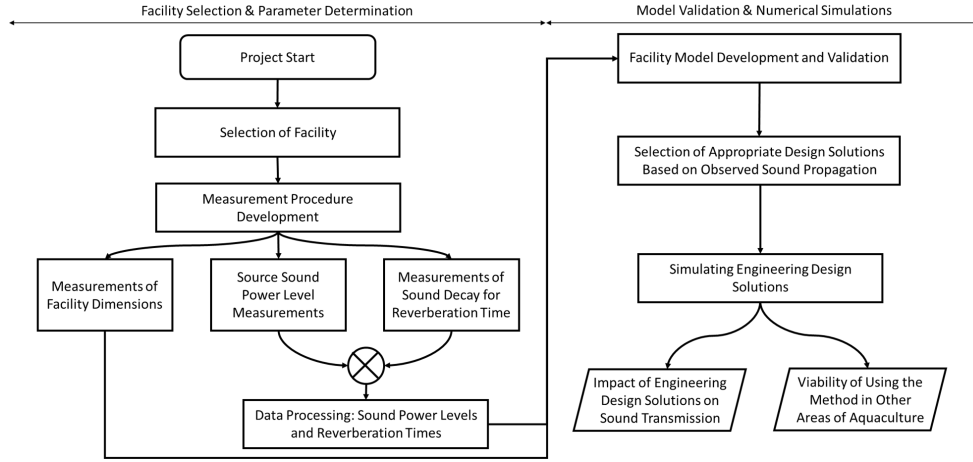 Facility Selection & Parameter Determination
Project Start
Selection of Facility
Measurement Procedure
Development
Measurements of
Facility Dimensions
Source Sound
Power Level
Measurements
Measurements of
Sound Decay for
Reverberation Time
Data Processing: Sound Power Levels
and Reverberation Times
Model Validation & Numerical Simulations
Facility Model Development and Validation
Selection of Appropriate Design Solutions
Based on Observed Sound Propagation
Simulating Engineering Design
Solutions
Impact of Engineering
Design Solutions on
Sound Transmission
Viability of Using the
Method in Other
Areas of Aquaculture